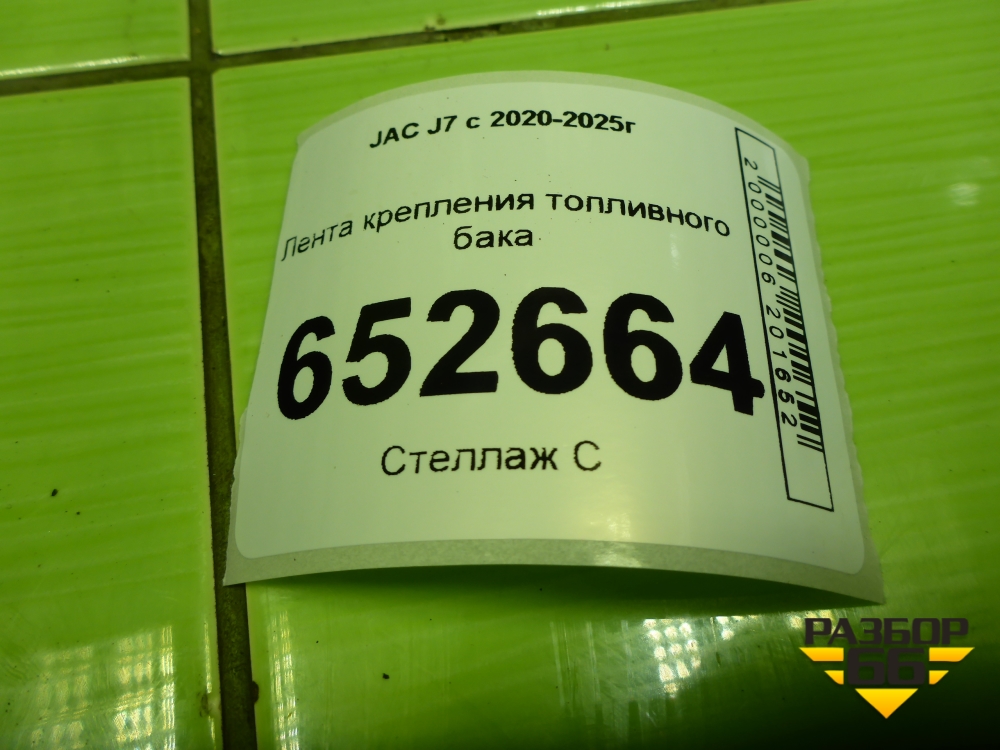 JAC J7 с 2020-2025г
Лента крепления топливного
бака
652664
Стеллаж С
2000006201652
РАЗБОР
66